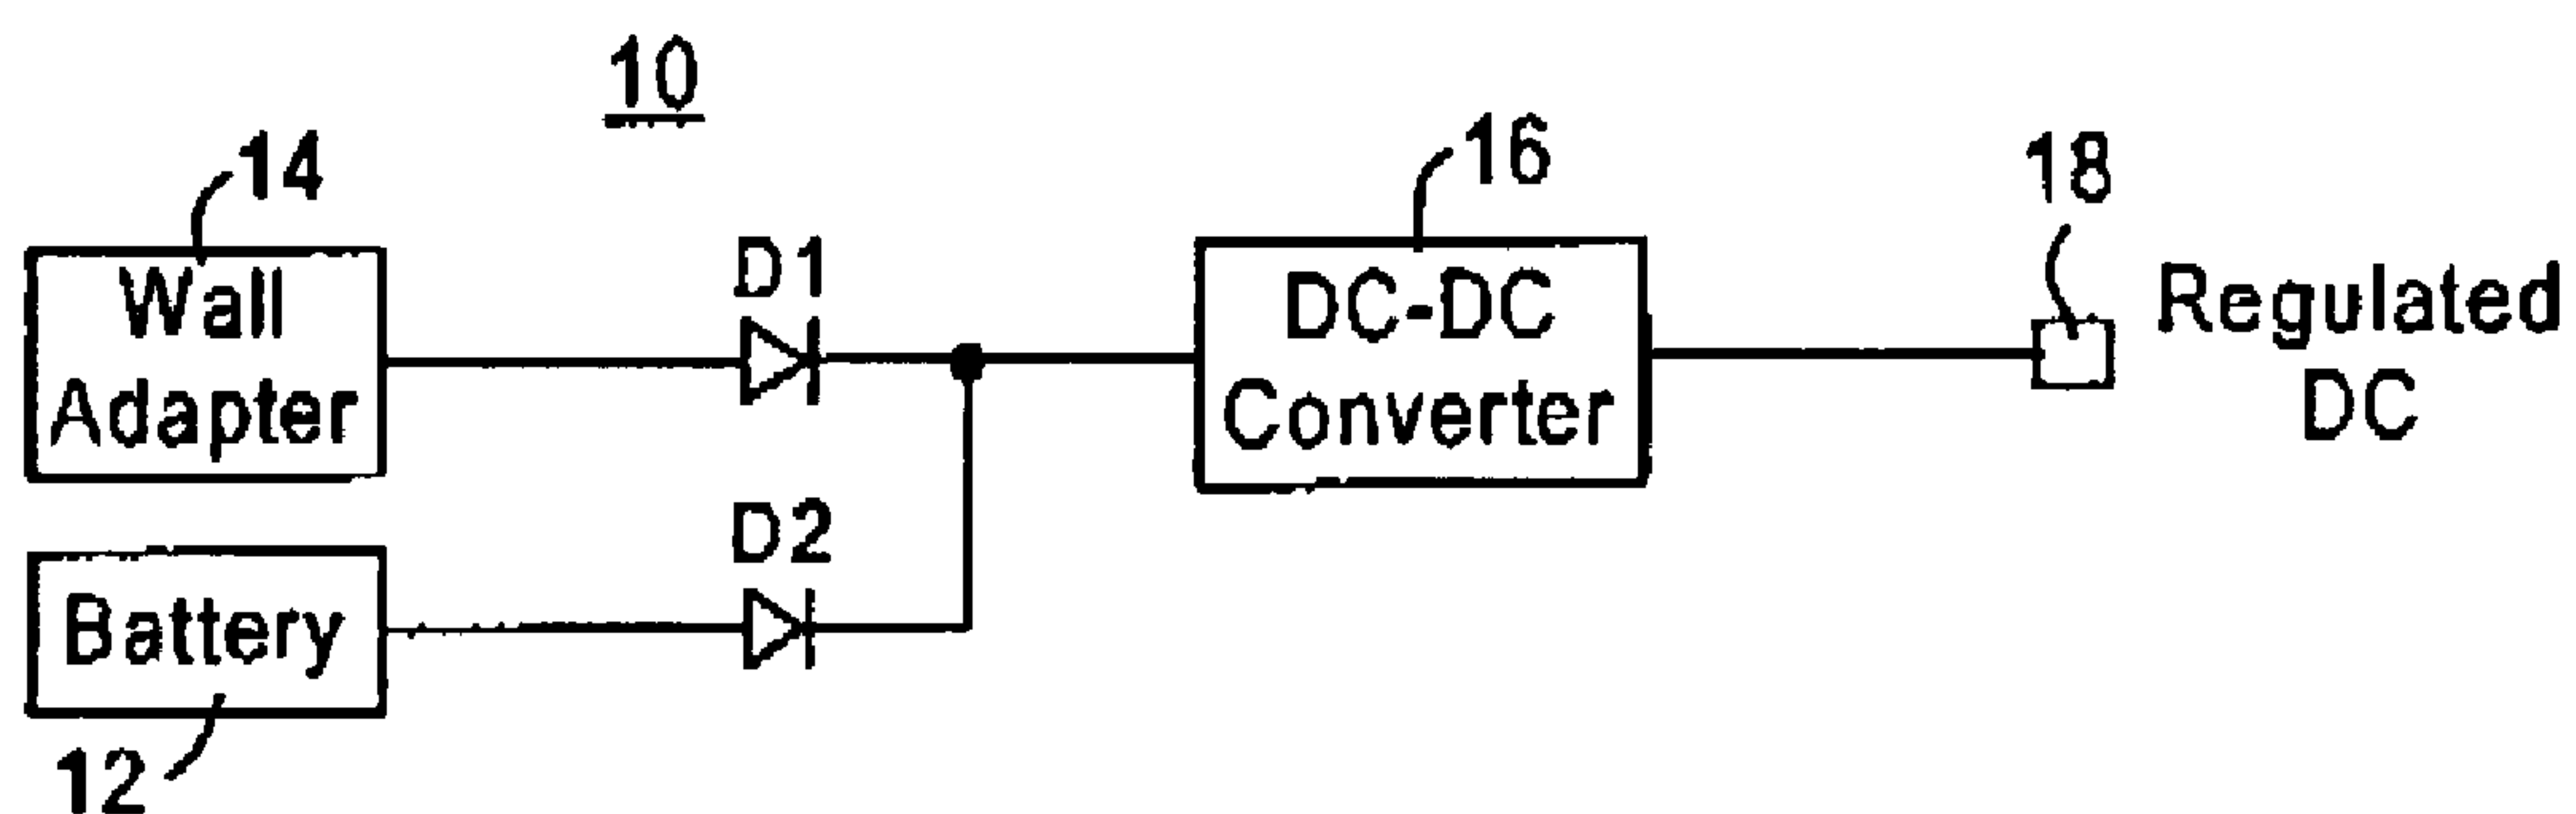 10
14
16
18
Wall
Adapter
D1
DC-DC
Converter
Regulated
DC
D2
Battery
12